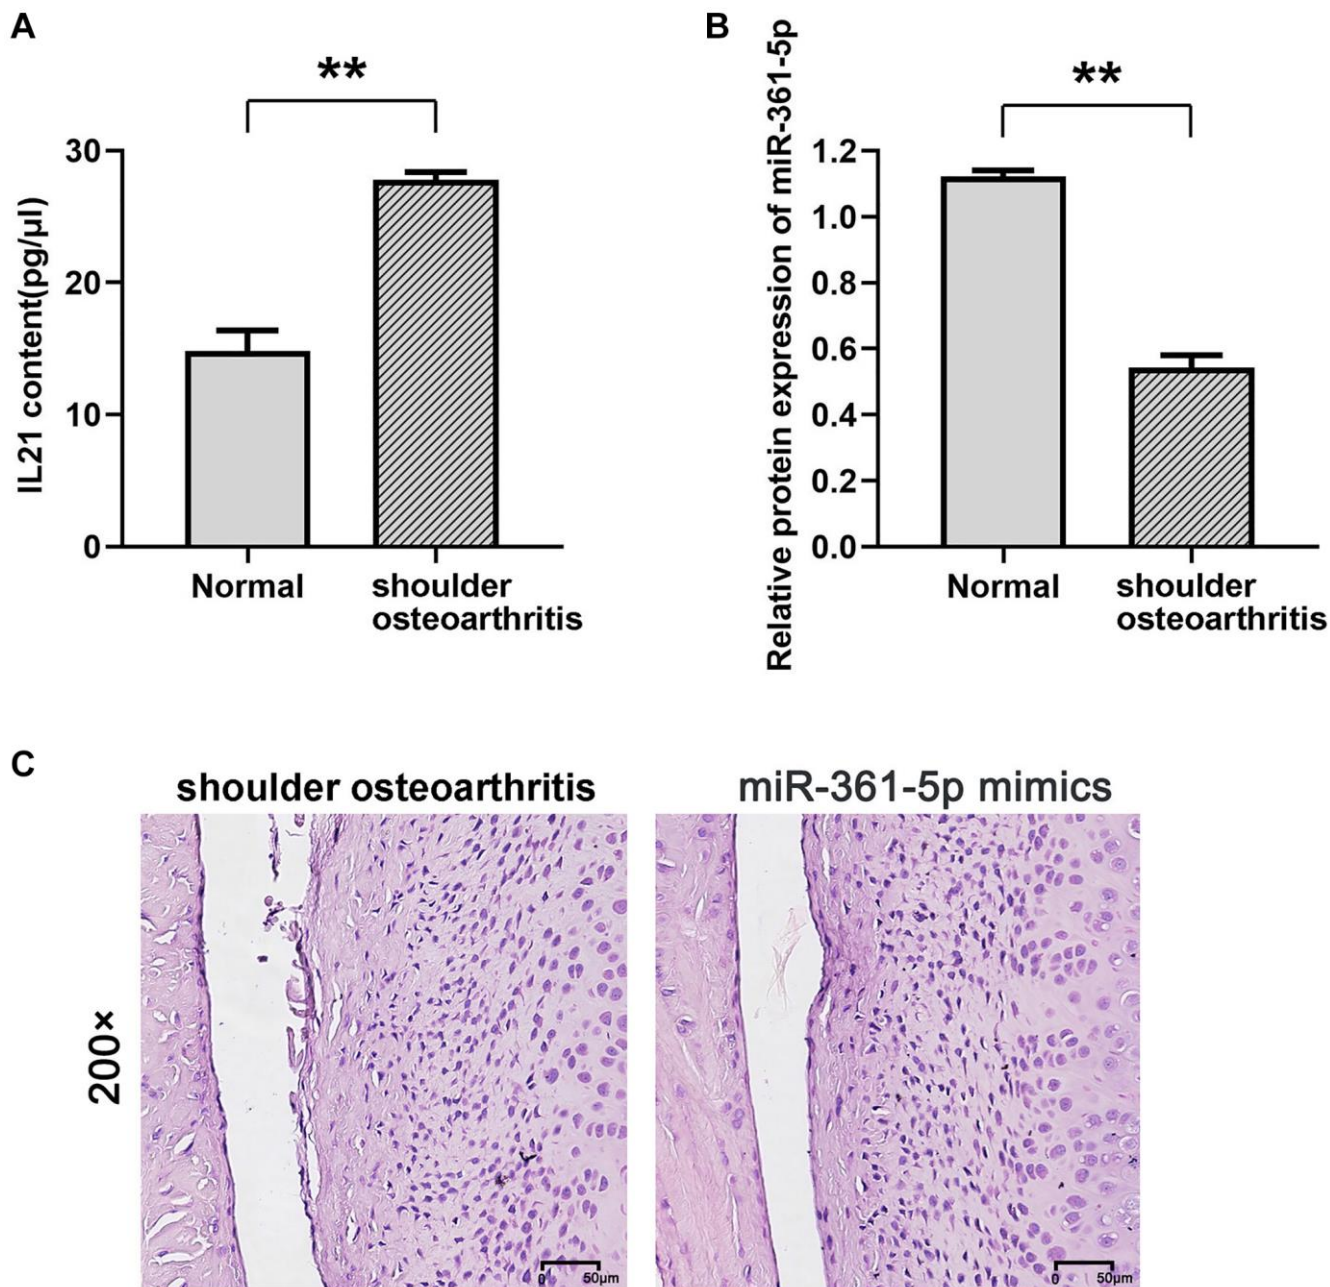 A
**
IL21 content(pg/μl)
30
20
10
0
Normal
shoulder
osteoarthritis
B
**
Relative protein expression of miR-361-5p
1.2
1.0
0.8
0.6
0.4
0.2
0.0
Normal
shoulder
osteoarthritis
C
shoulder osteoarthritis
miR-361-5p mimics
200×
0 50μm
0 50μm